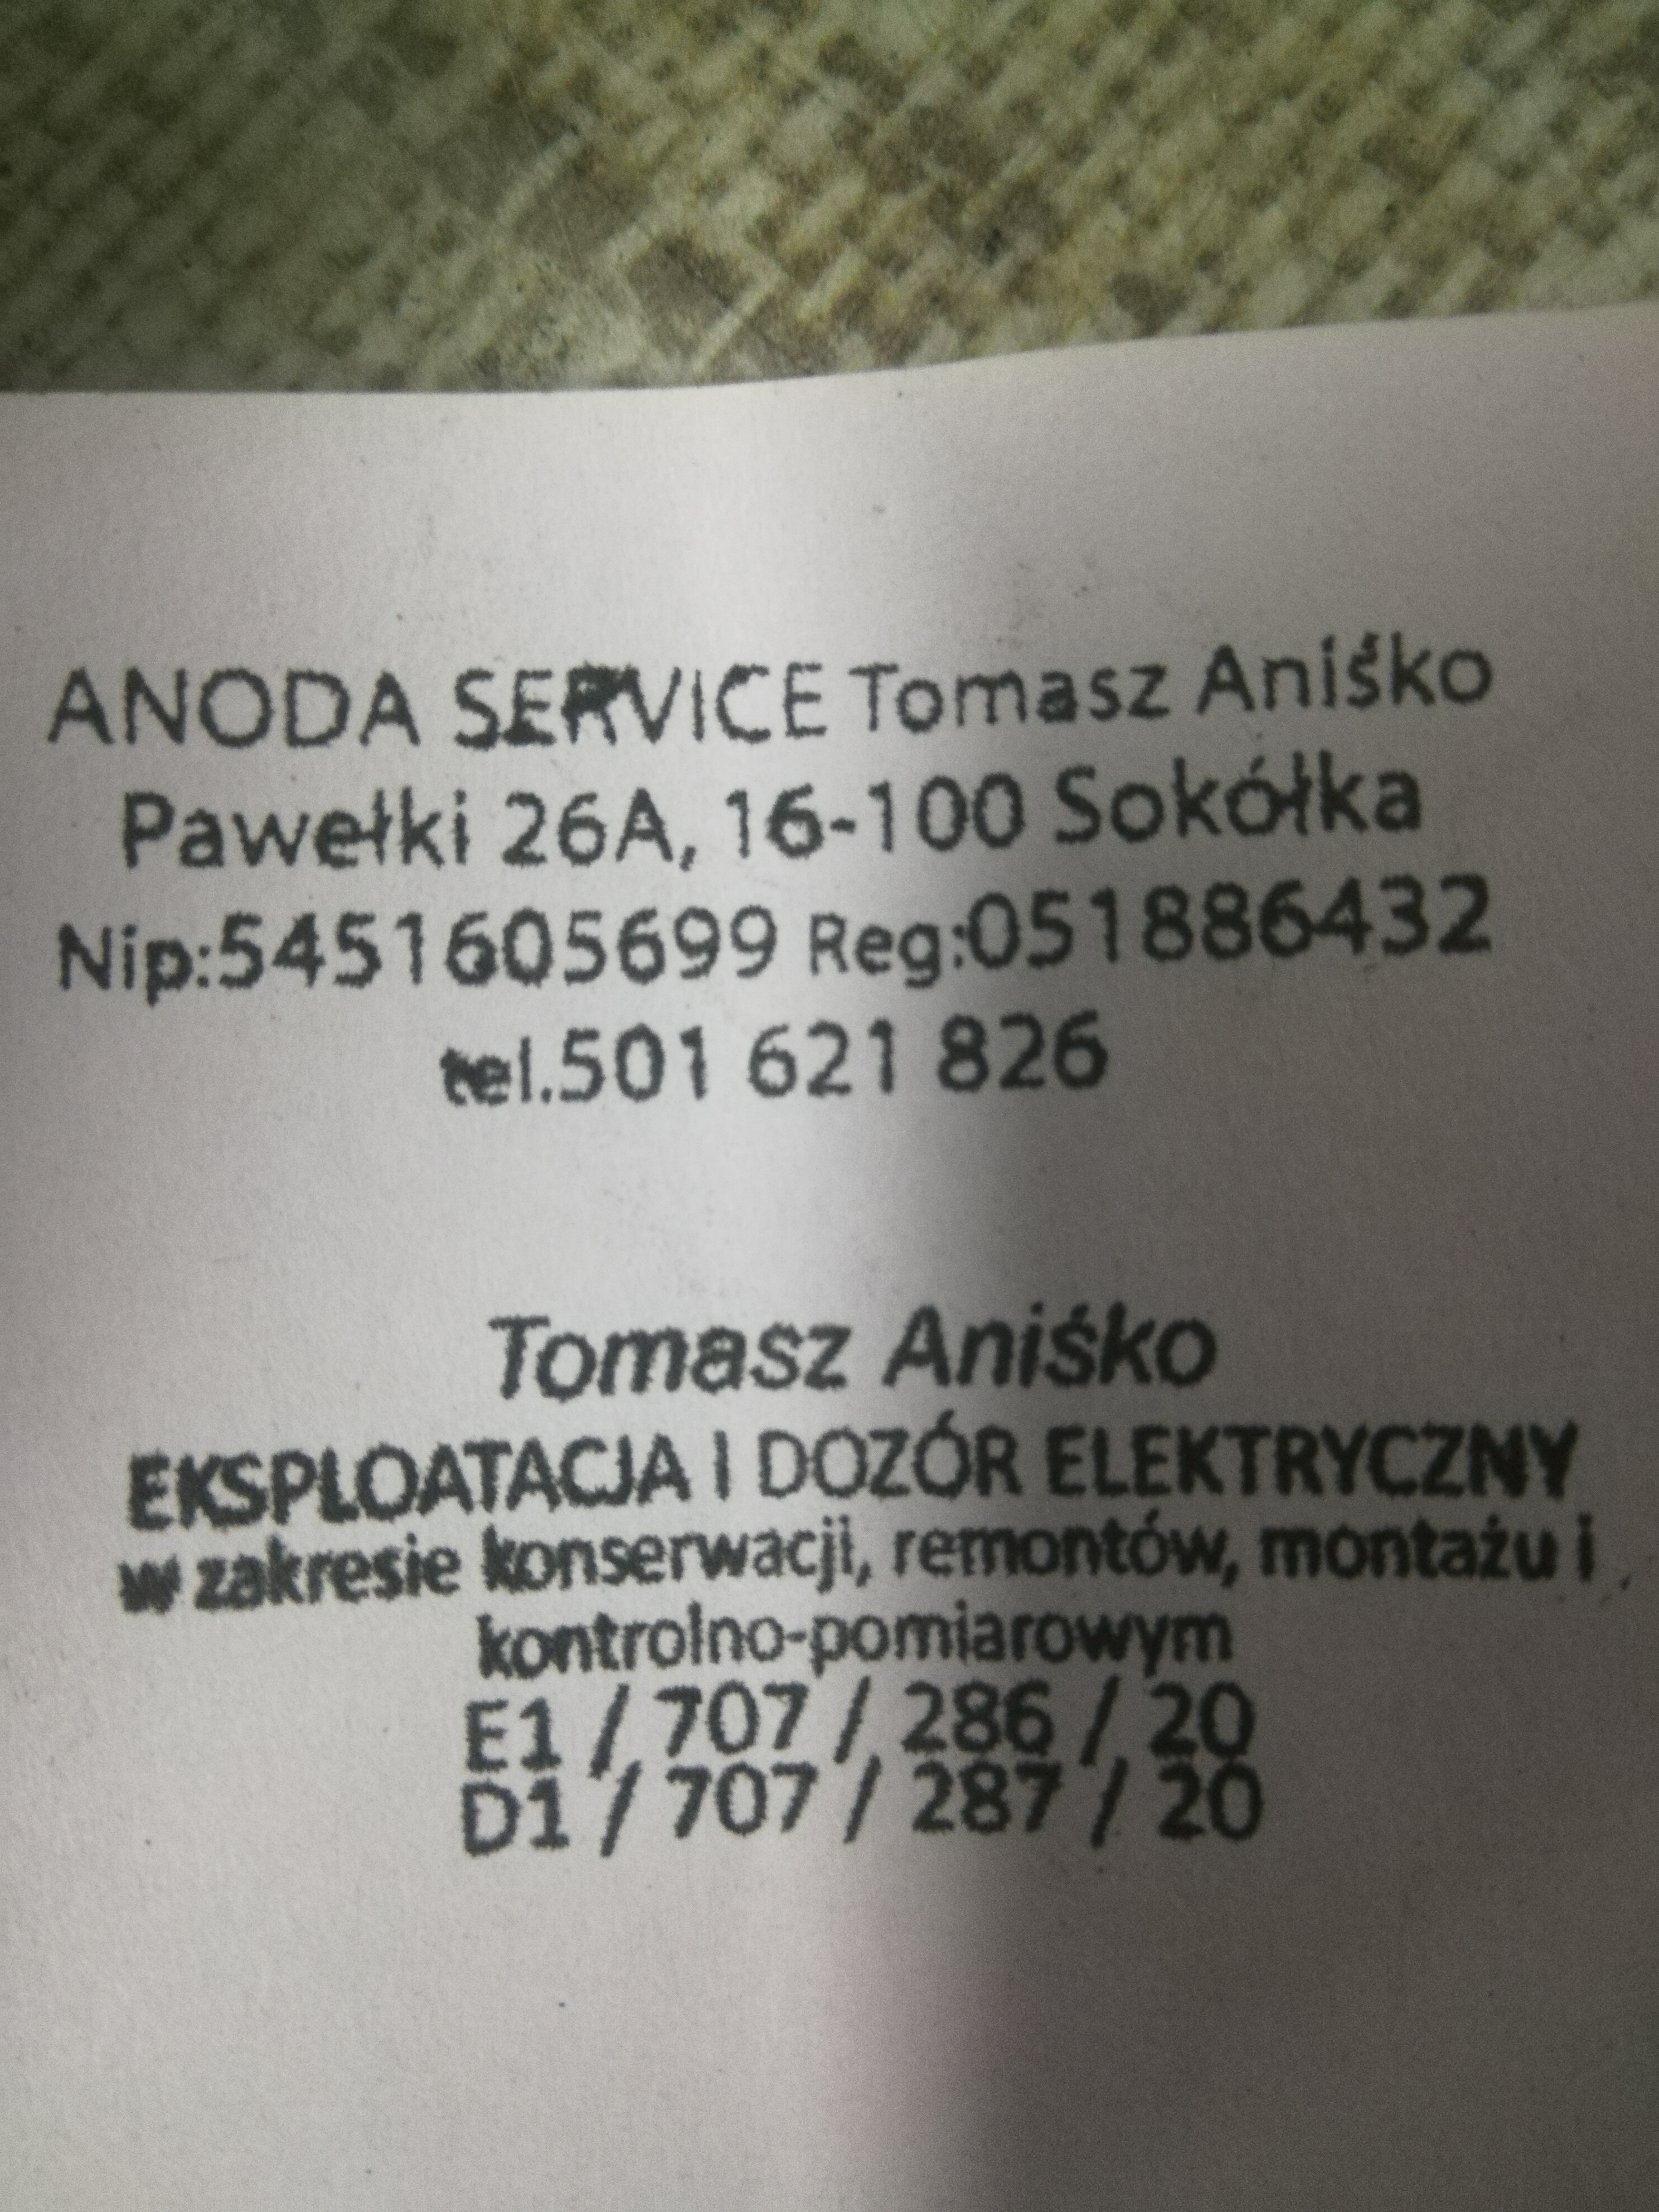 ANODA SERVICE Tomasz Aniśko
Pawełki 26A, 16-100 Sokółka
Nip:5451605699 Reg:051886432
tel.501 621 826
Tomasz Aniśko
EKSPLOATACJA I DOZÓR ELEKTRYCZNY
w zakresie konserwacji, remontów, montażu i
kontrolno-pomiarowym
E1 / 707 / 286 / 20
D1 / 707 / 287 / 20